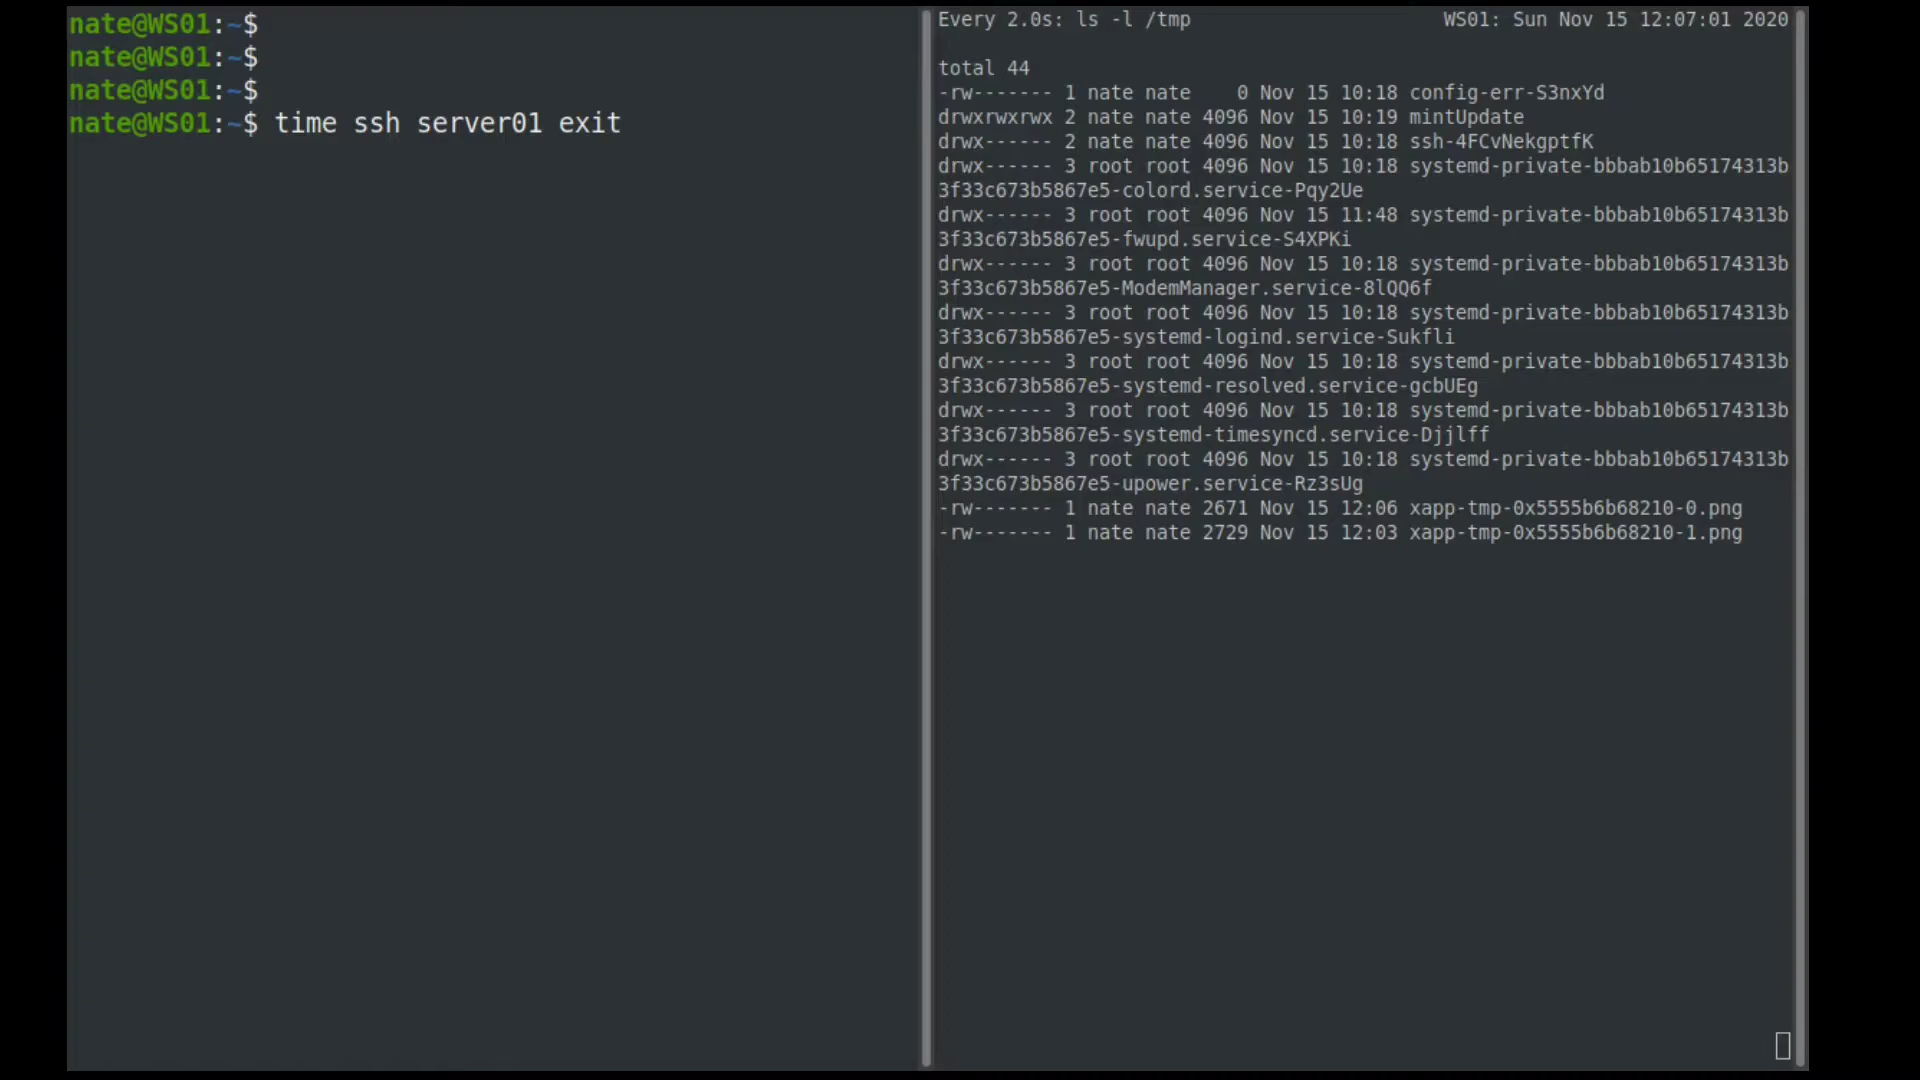 nate@WS01:~$
nate@WS01:~$
nate@WS01:~$
nate@WS01:~$ time ssh server01 exit
Every 2.0s: ls -l /tmp WS01: Sun Nov 15 12:07:01 2020
total 44
-rw------- 1 nate nate    0 Nov 15 10:18 config-err-S3nxYd
drwxrwxrwx 2 nate nate 4096 Nov 15 10:19 mintUpdate
drwx------ 2 nate nate 4096 Nov 15 10:18 ssh-4FCvNekgptfK
drwx------ 3 root root 4096 Nov 15 10:18 systemd-private-bbbab10b65174313b
3f33c673b5867e5-colord.service-Pqy2Ue
drwx------ 3 root root 4096 Nov 15 11:48 systemd-private-bbbab10b65174313b
3f33c673b5867e5-fwupd.service-S4XPKi
drwx------ 3 root root 4096 Nov 15 10:18 systemd-private-bbbab10b65174313b
3f33c673b5867e5-ModemManager.service-8lQQ6f
drwx------ 3 root root 4096 Nov 15 10:18 systemd-private-bbbab10b65174313b
3f33c673b5867e5-systemd-logind.service-Sukfli
drwx------ 3 root root 4096 Nov 15 10:18 systemd-private-bbbab10b65174313b
3f33c673b5867e5-systemd-resolved.service-gcbUEg
drwx------ 3 root root 4096 Nov 15 10:18 systemd-private-bbbab10b65174313b
3f33c673b5867e5-systemd-timesyncd.service-Djjlff
drwx------ 3 root root 4096 Nov 15 10:18 systemd-private-bbbab10b65174313b
3f33c673b5867e5-upower.service-Rz3sUg
-rw------- 1 nate nate 2671 Nov 15 12:06 xapp-tmp-0x5555b6b68210-0.png
-rw------- 1 nate nate 2729 Nov 15 12:03 xapp-tmp-0x5555b6b68210-1.png